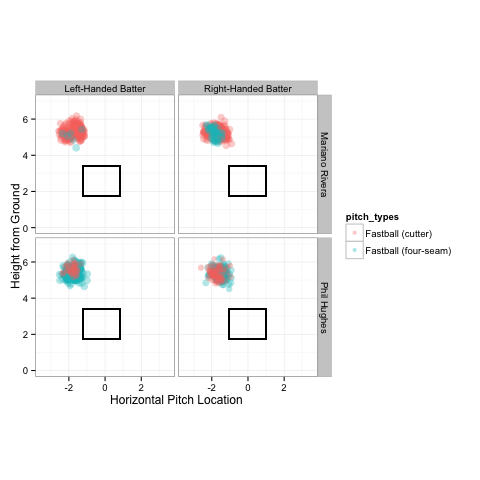 Left-Handed Batter Right-Handed Batter
Height from Ground
6
4
2
0
Mariano Rivera
6
4
2
0
Phil Hughes
-2 0 2 -2 0 2
Horizontal Pitch Location
pitch_types
Fastball (cutter)
Fastball (four-seam)